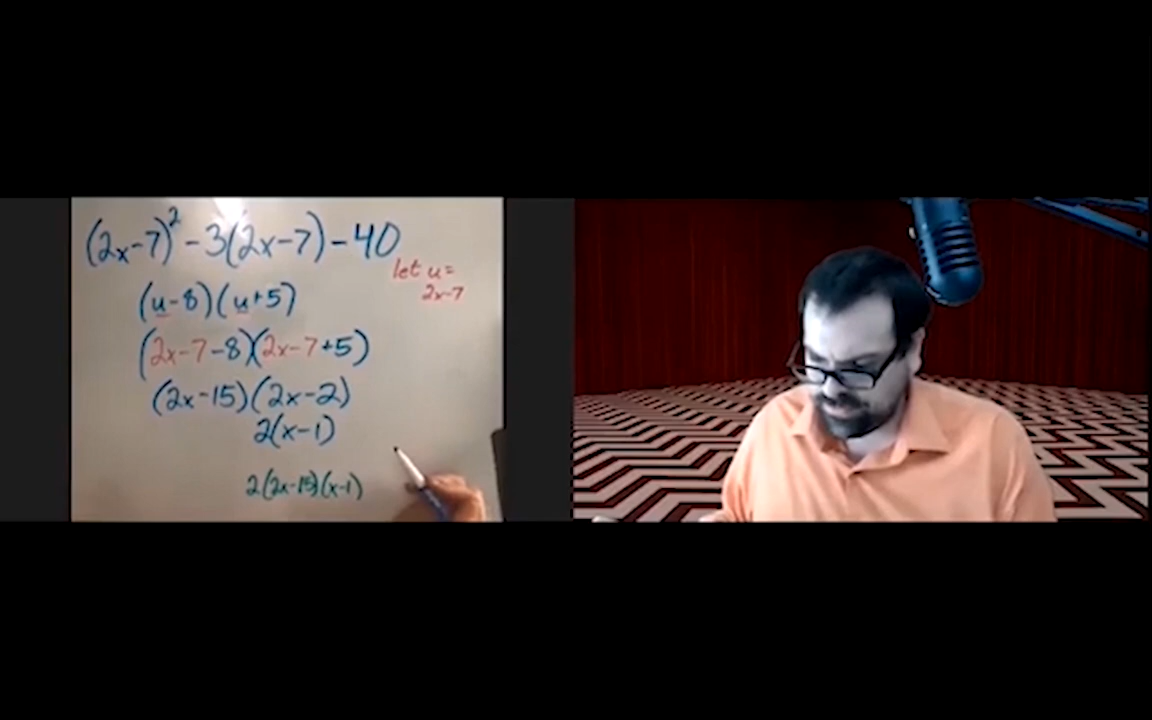 (2x-7)² -3(2x-7) -40
let u=
2x-7
(u-8)(u+5)
(2x-7-8)(2x-7+5)
(2x-15)(2x-2)
2(x-1)
2(2x-15)(x-1)